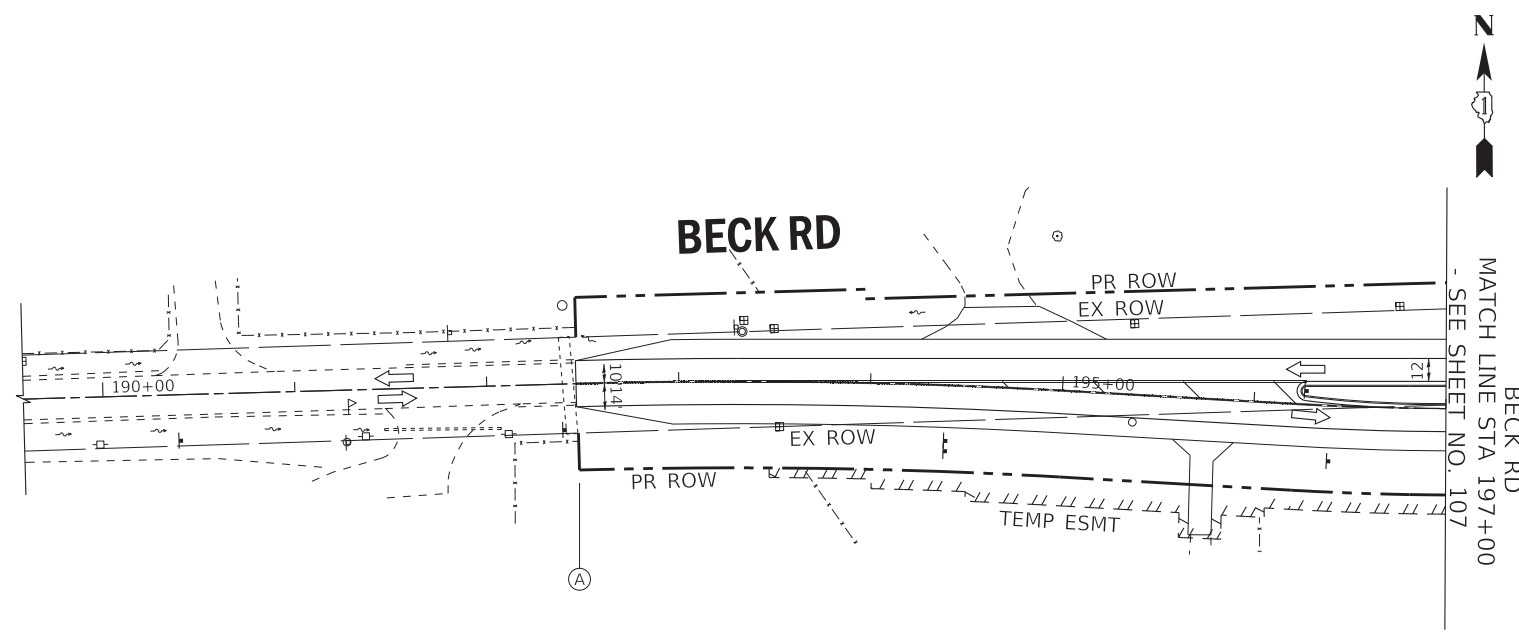 N
1
BECK RD
PR ROW
EX ROW
190+00
10
14
195+00
12
EX ROW
PR ROW
TEMP ESMT
A
BECK RD
MATCH LINE STA 197+00
- SEE SHEET NO. 107